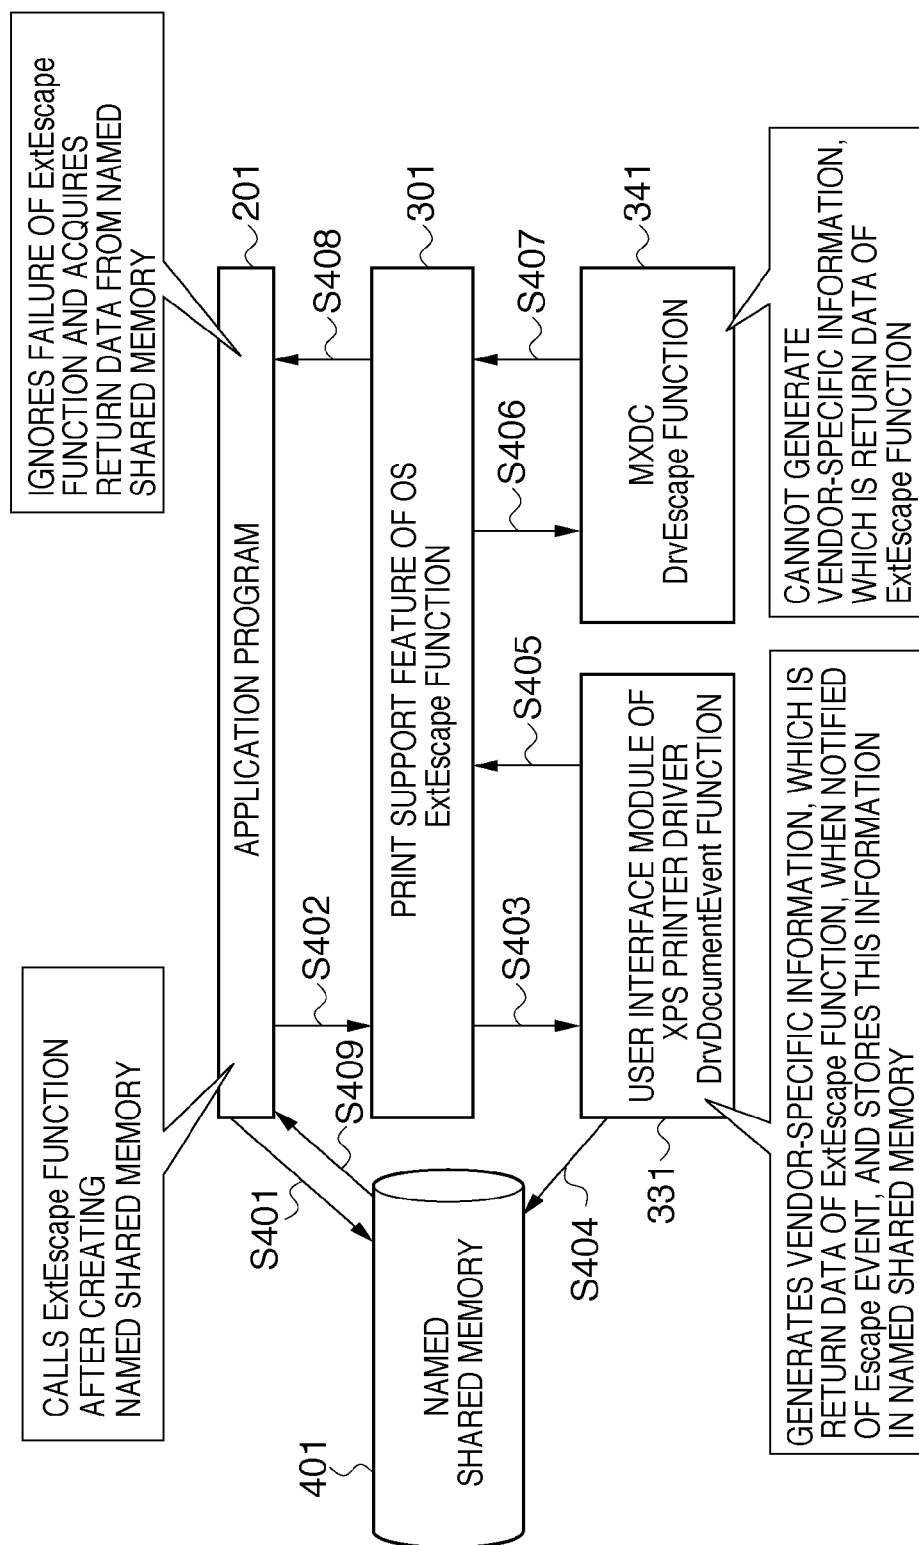 CALLS ExtEscape FUNCTION
AFTER CREATING
NAMED SHARED MEMORY
IGNORES FAILURE OF ExtEscape
FUNCTION AND ACQUIRES
RETURN DATA FROM NAMED
SHARED MEMORY
201
APPLICATION PROGRAM
S401
S409
S402
S408
301
PRINT SUPPORT FEATURE OF OS
ExtEscape FUNCTION
401
NAMED
SHARED MEMORY
S403
S405
S406
S407
S404
331
USER INTERFACE MODULE OF
XPS PRINTER DRIVER
DrvDocumentEvent FUNCTION
341
MXDC
DrvEscape FUNCTION
GENERATES VENDOR-SPECIFIC INFORMATION, WHICH IS
RETURN DATA OF ExtEscape FUNCTION, WHEN NOTIFIED
OF Escape EVENT, AND STORES THIS INFORMATION
IN NAMED SHARED MEMORY
CANNOT GENERATE
VENDOR-SPECIFIC INFORMATION,
WHICH IS RETURN DATA OF
ExtEscape FUNCTION